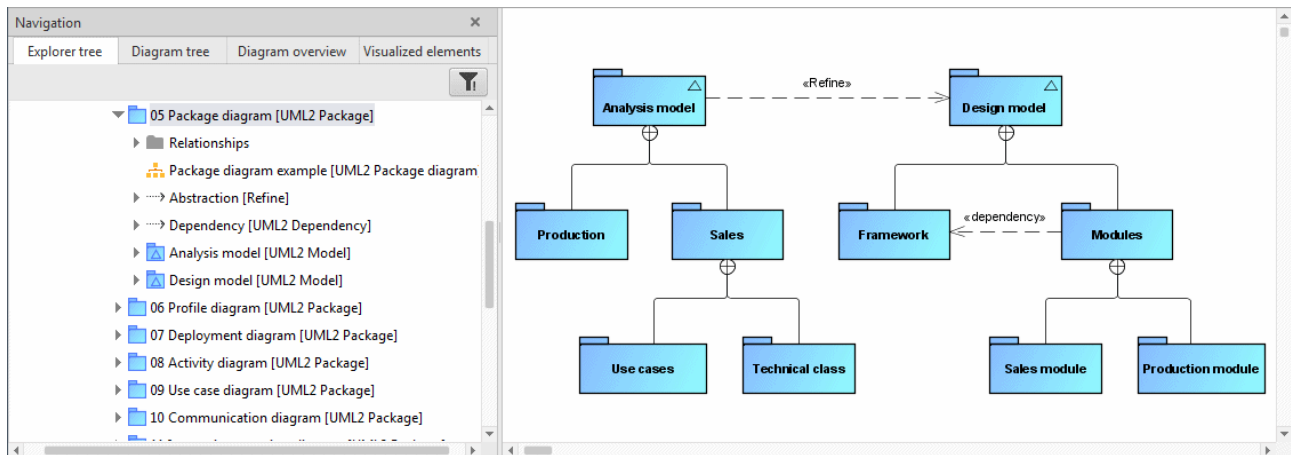 Navigation
Explorer tree
Diagram tree
Diagram overview
Visualized elements
05 Package diagram [UML2 Package]
Relationships
Package diagram example [UML2 Package diagram
Abstraction [Refine]
Dependency [UML2 Dependency]
Analysis model [UML2 Model]
Design model [UML2 Model]
06 Profile diagram [UML2 Package]
07 Deployment diagram [UML2 Package]
08 Activity diagram [UML2 Package]
09 Use case diagram [UML2 Package]
10 Communication diagram [UML2 Package]
Analysis model
«Refine»
Design model
Production
Sales
Framework
«dependency»
Modules
Use cases
Technical class
Sales module
Production module